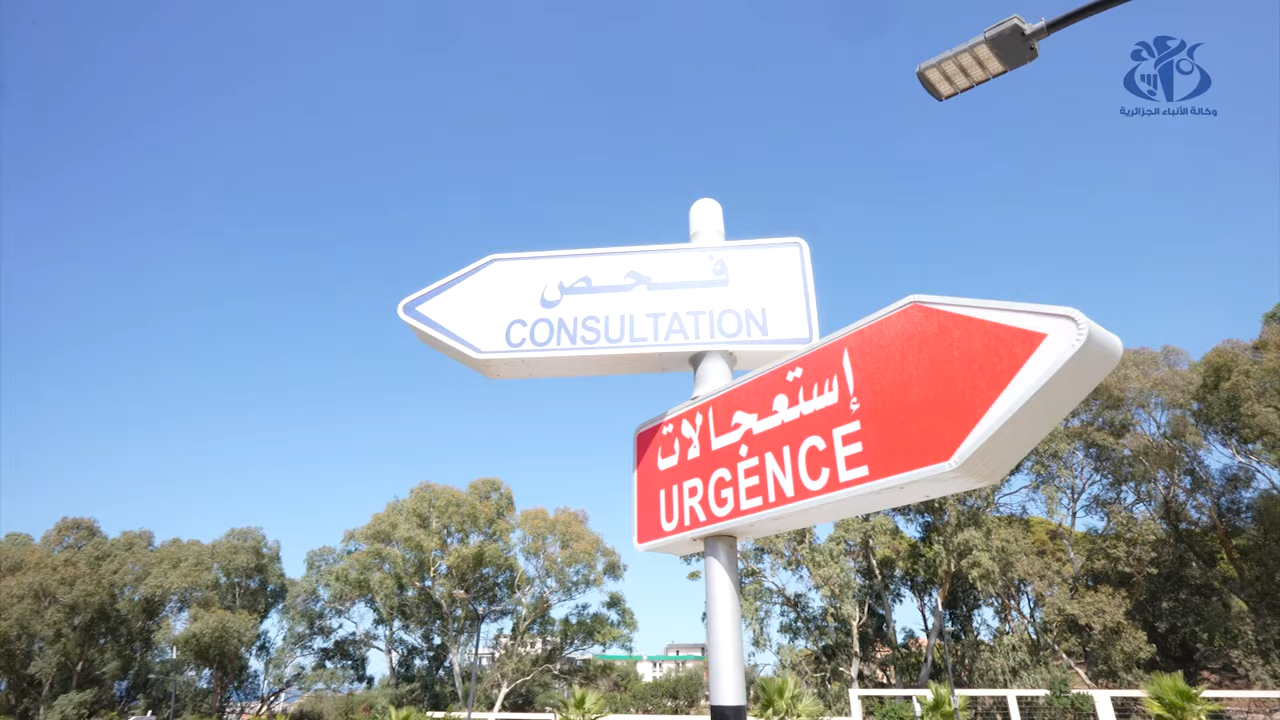 وكالة الأنباء الجزائرية
فحص
CONSULTATION
إستعجالات
URGENCE